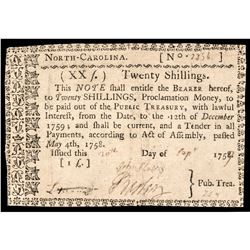 NORTH-CAROLINA. [No. 7356]
(XX s.) Twenty Shillings.
This NOTE shall entitle the BEARER hereof,
to Twenty SHILLINGS, Proclamation Money, to
be paid out of the PUBLIC TREASURY, with lawful
Interest, from the Date, to the 12th of December
1759; and shall be current, and a Tender in all
Payments, according to Act of Assembly, passed
May 4th, 1758.
Issued this Day of 1758
[1 £.]
Pub. Trea.